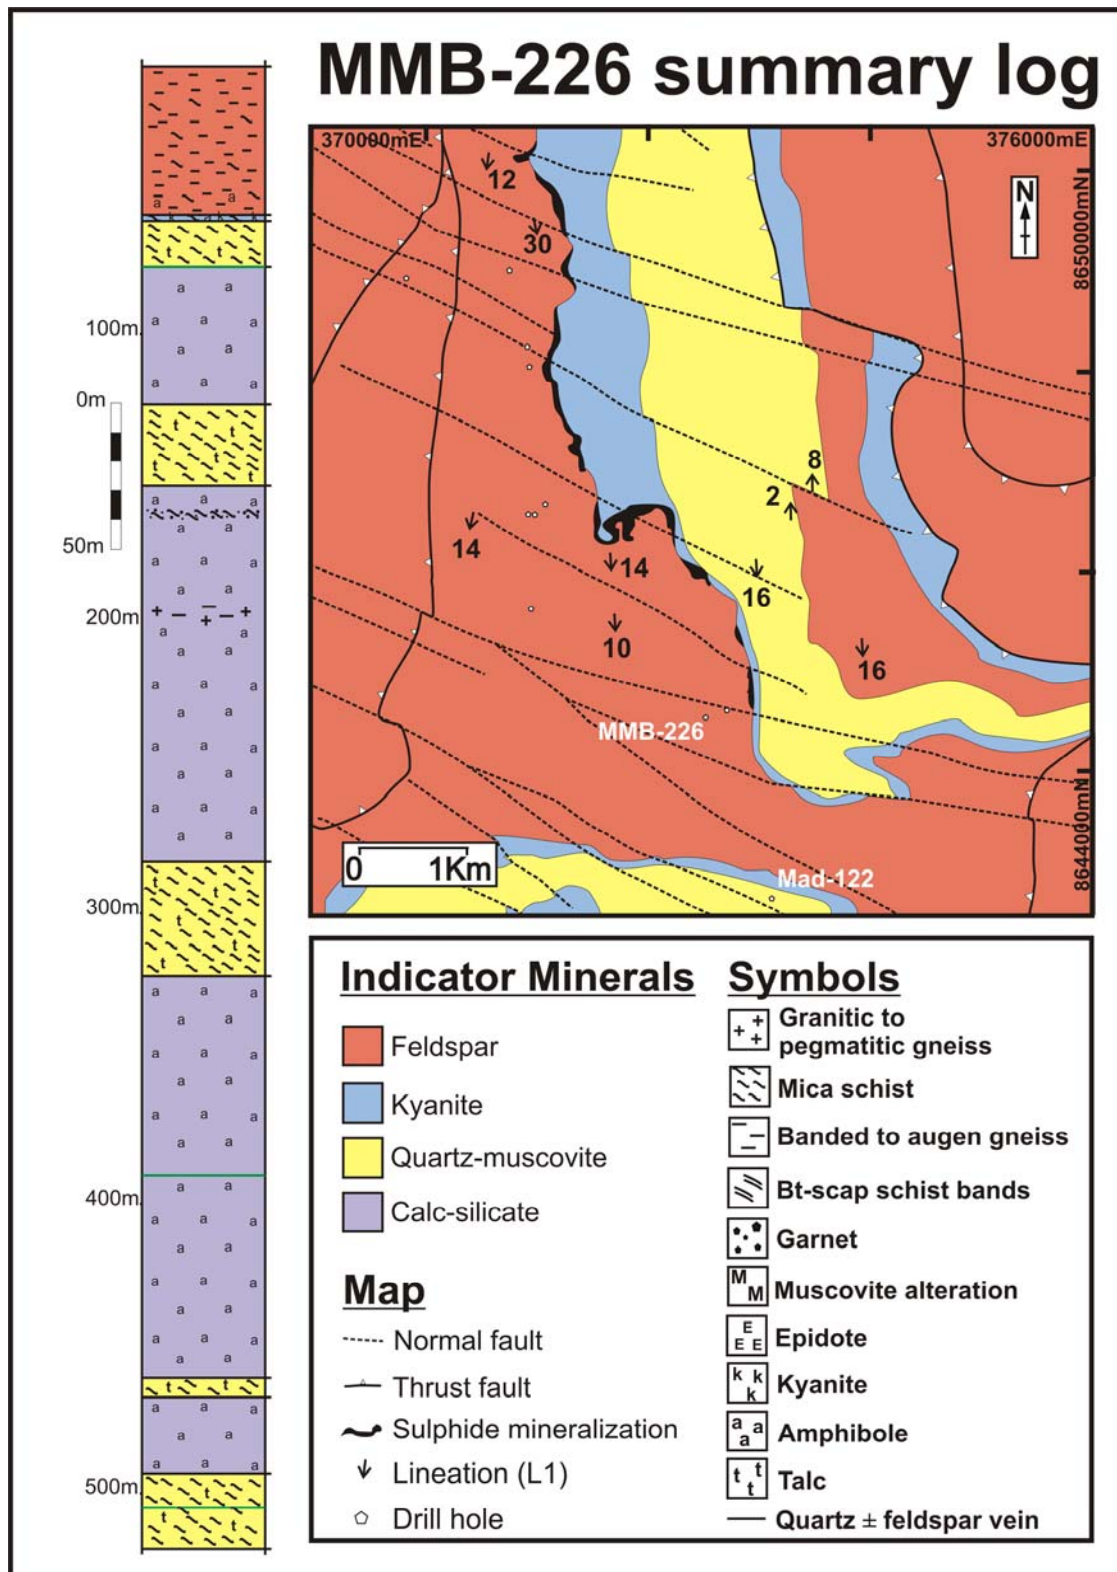 MMB-226 summary log
370000mE
376000mE
N
8650000mN
8644000mN
12
30
8
2
14
14
16
10
16
MMB-226
Mad-122
0 1Km
100m
0m
50m
200m
300m
400m
500m
Indicator Minerals
Feldspar
Kyanite
Quartz-muscovite
Calc-silicate
Map
Normal fault
Thrust fault
Sulphide mineralization
Lineation (L1)
Drill hole
Symbols
Granitic to
pegmatitic gneiss
Mica schist
Banded to augen gneiss
Bt-scap schist bands
Garnet
M M Muscovite alteration
E E E Epidote
k k k Kyanite
a a a Amphibole
t t t Talc
Quartz ± feldspar vein